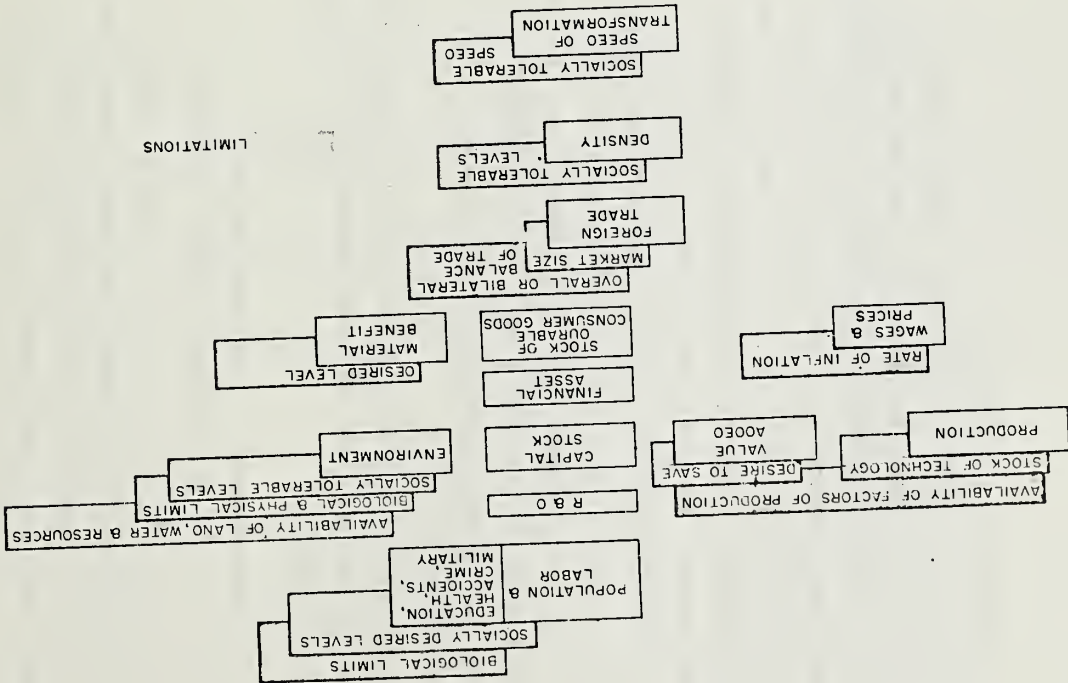 BIOLOGICAL LIMITS
SOCIALLY DESIRED LEVELS
POPULATION &
LABOR
EDUCATION,
HEALTH,
ACCIDENTS,
CRIME,
MILITARY
AVAILABILITY OF FACTORS OF PRODUCTION
STOCK OF TECHNOLOGY
PRODUCTION
DESIRE TO SAVE
VALUE
ADDED
R & D
CAPITAL
STOCK
FINANCIAL
ASSET
STOCK OF
DURABLE
CONSUMER GOODS
AVAILABILITY OF LAND, WATER & RESOURCES
BIOLOGICAL & PHYSICAL LIMITS
SOCIALLY TOLERABLE LEVELS
ENVIRONMENT
RATE OF INFLATION
WAGES &
PRICES
DESIRED LEVEL
MATERIAL
BENEFIT
OVERALL OR BILATERAL
BALANCE
OF TRADE
MARKET SIZE
FOREIGN
TRADE
SOCIALLY TOLERABLE
LEVELS
DENSITY
LIMITATIONS
SOCIALLY TOLERABLE
SPEED
SPEED OF
TRANSFORMATION